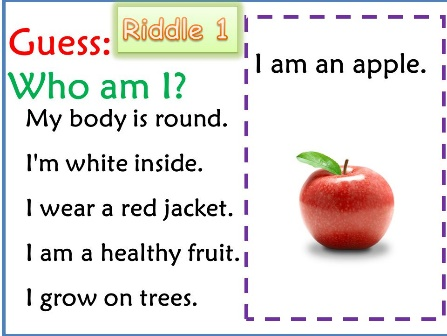 Guess:
Riddle 1
Who am I?
My body is round.
I'm white inside.
I wear a red jacket.
I am a healthy fruit.
I grow on trees.
I am an apple.